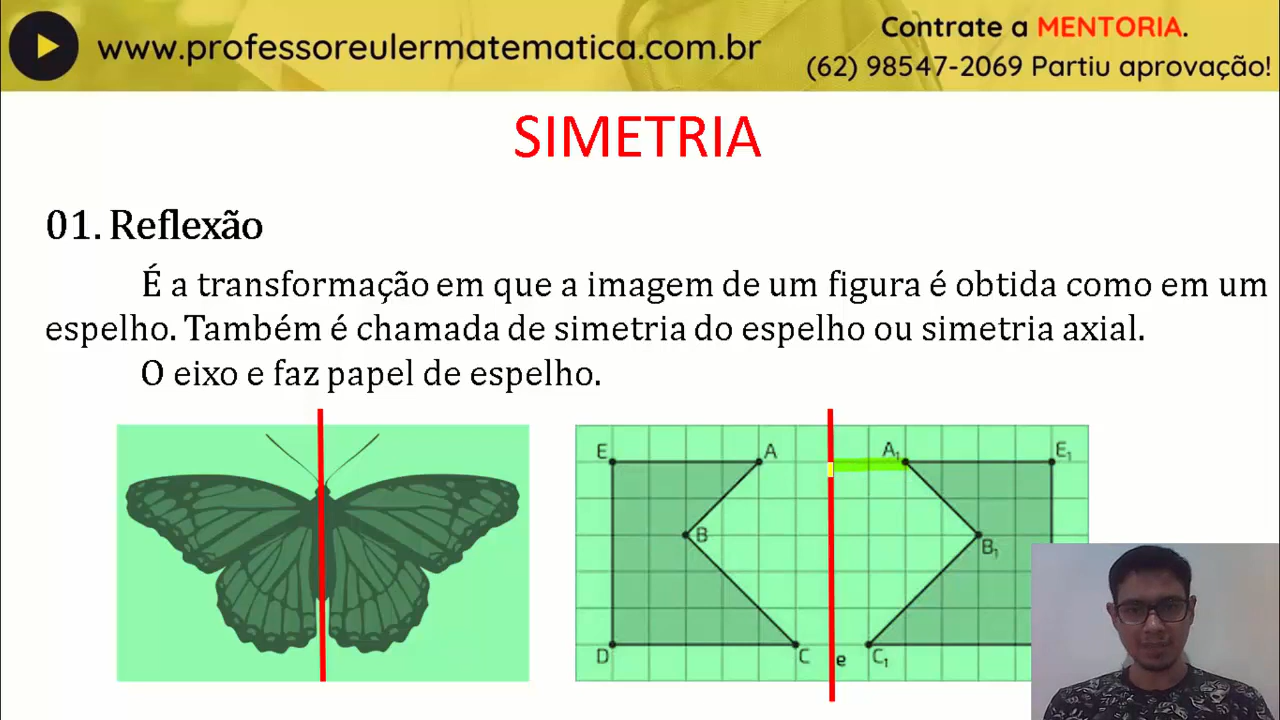 www.professoreulermatematica.com.br
Contrate a MENTORIA.
(62) 98547-2069 Partiu aprovação!
SIMETRIA
01. Reflexão
É a transformação em que a imagem de um figura é obtida como em um
espelho. Também é chamada de simetria do espelho ou simetria axial.
O eixo e faz papel de espelho.
E A A₁ E₁
B B₁
D C e C₁